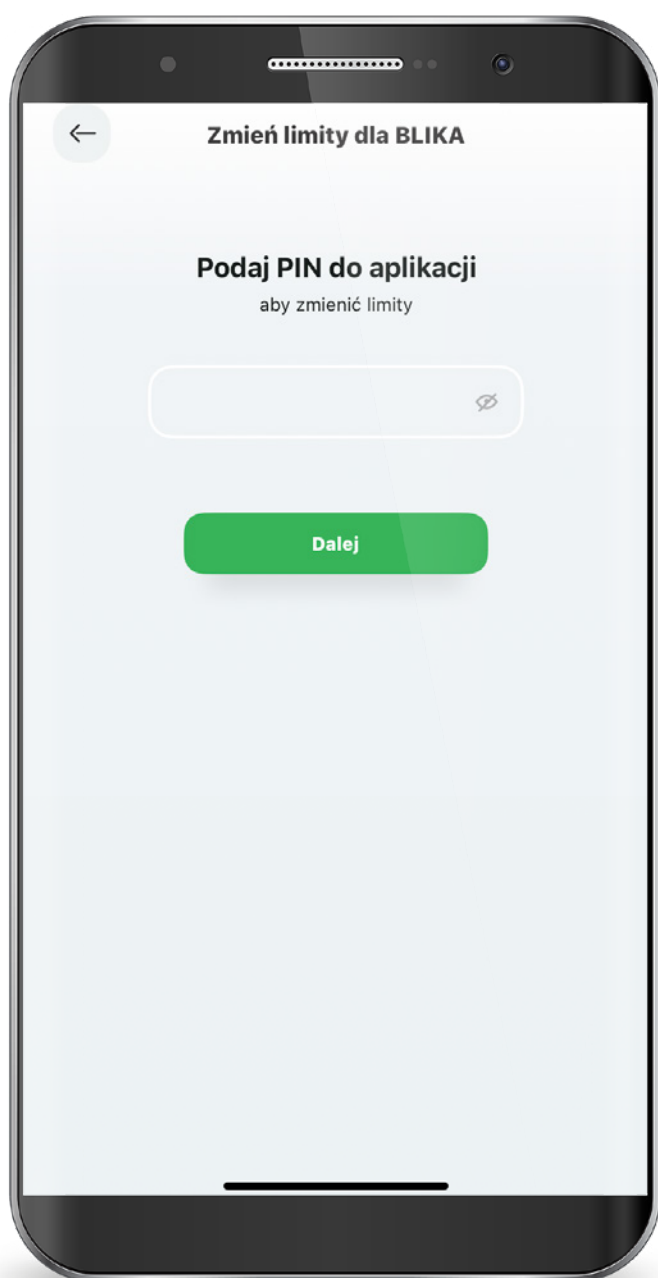 Zmień limity dla BLIKA
Podaj PIN do aplikacji
aby zmienić limity
Dalej